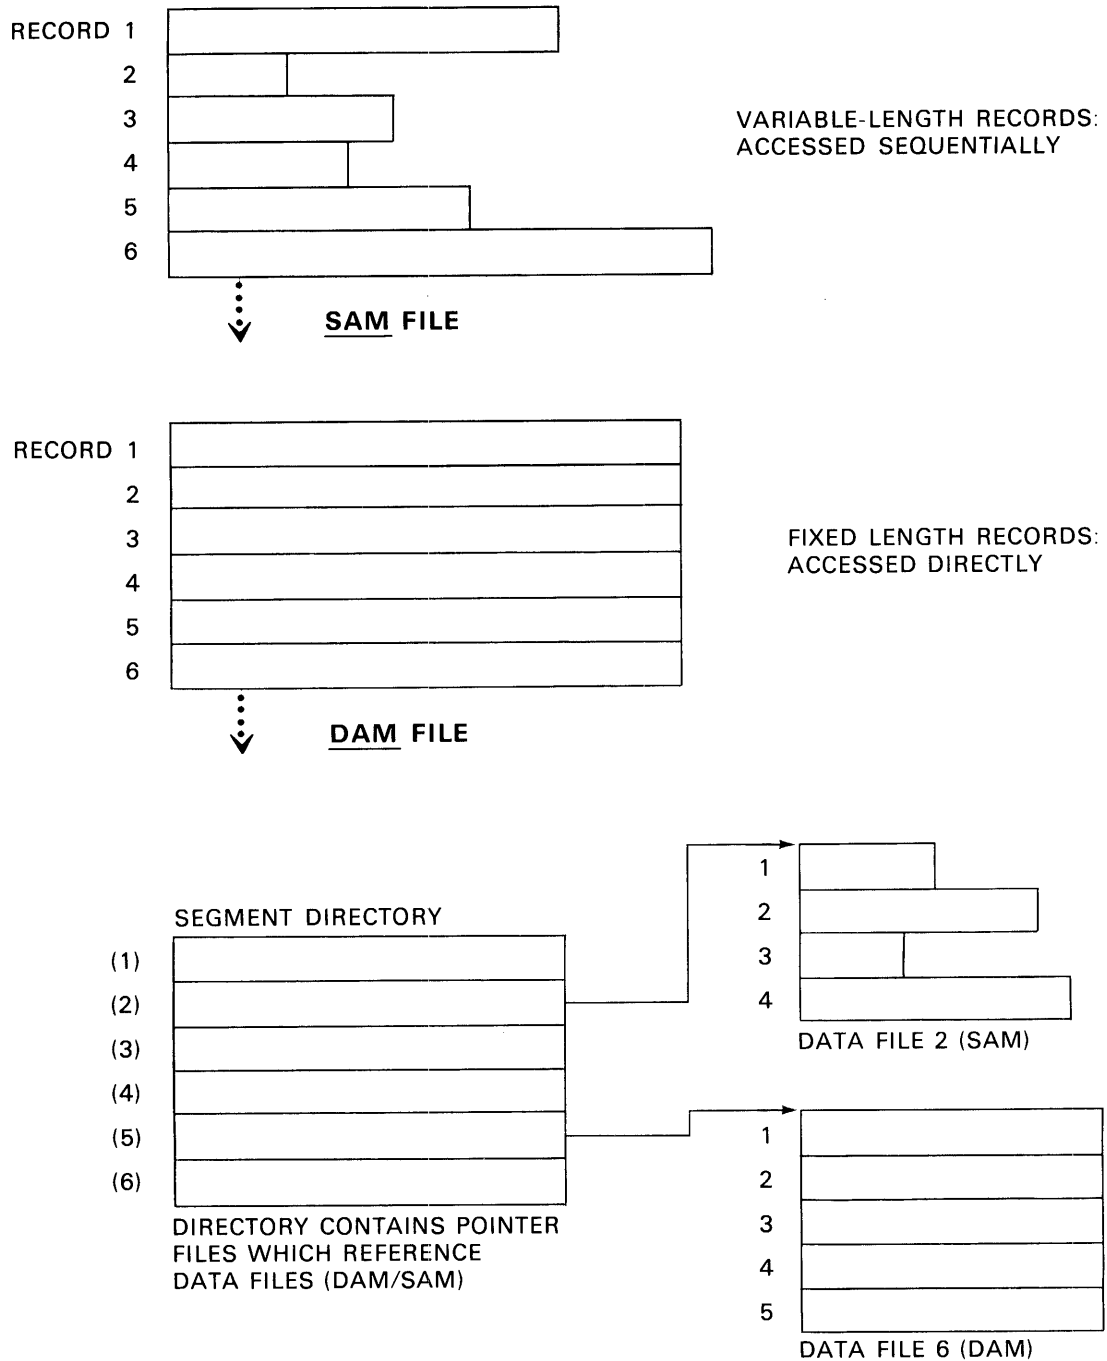 RECORD 1
2
3
4
5
6
VARIABLE-LENGTH RECORDS:
ACCESSED SEQUENTIALLY
SAM FILE
RECORD 1
2
3
4
5
6
FIXED LENGTH RECORDS:
ACCESSED DIRECTLY
DAM FILE
SEGMENT DIRECTORY
(1)
(2)
(3)
(4)
(5)
(6)
DIRECTORY CONTAINS POINTER
FILES WHICH REFERENCE
DATA FILES (DAM/SAM)
1
2
3
4
DATA FILE 2 (SAM)
1
2
3
4
5
DATA FILE 6 (DAM)